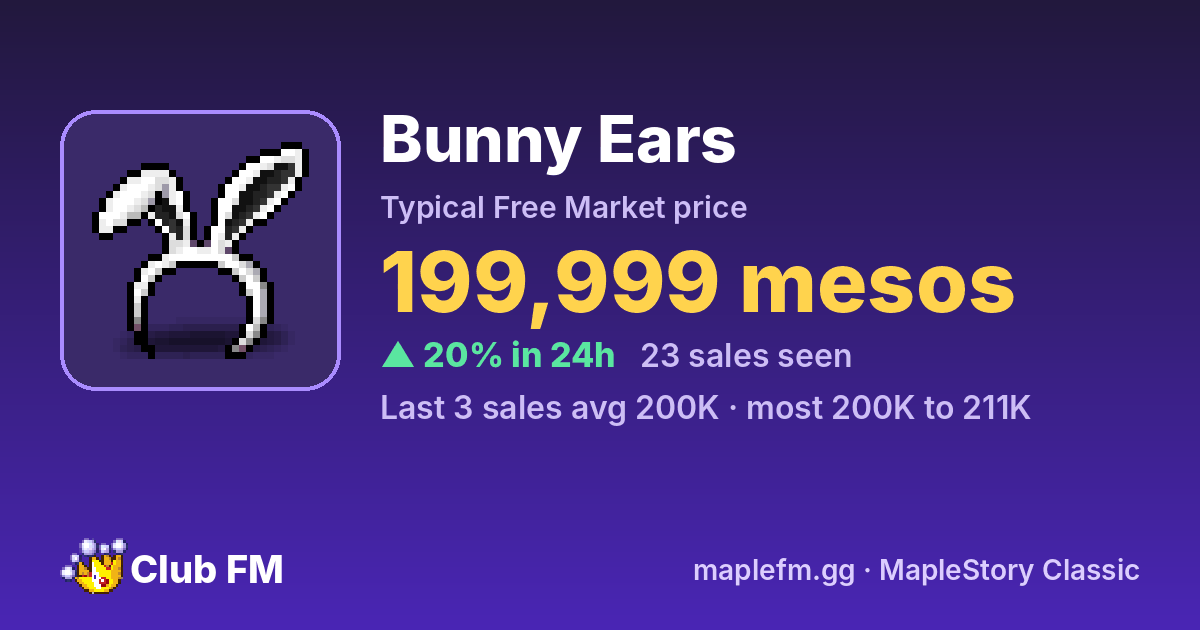 Bunny Ears
Typical Free Market price
199,999 mesos
▲ 20% in 24h 23 sales seen
Last 3 sales avg 200K · most 200K to 211K
Club FM
maplefm.gg · MapleStory Classic